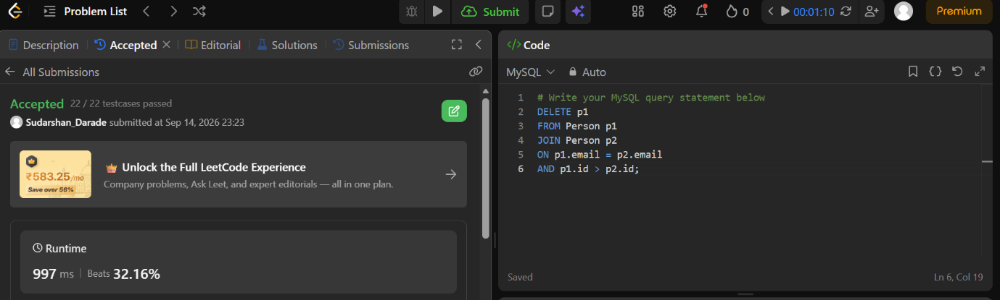 Problem List
Submit
0
00:01:10
Premium
Description
Accepted
Editorial
Solutions
Submissions
All Submissions
Accepted 22 / 22 testcases passed
Sudarshan_Darade submitted at Sep 14, 2026 23:23
₹583.25/mo
Save over 56%
Unlock the Full LeetCode Experience
Company problems, Ask Leet, and expert editorials — all in one plan.
Runtime
997 ms | Beats 32.16%
</> Code
MySQL
Auto
1 # Write your MySQL query statement below
2 DELETE p1
3 FROM Person p1
4 JOIN Person p2
5 ON p1.email = p2.email
6 AND p1.id > p2.id;
Saved
Ln 6, Col 19